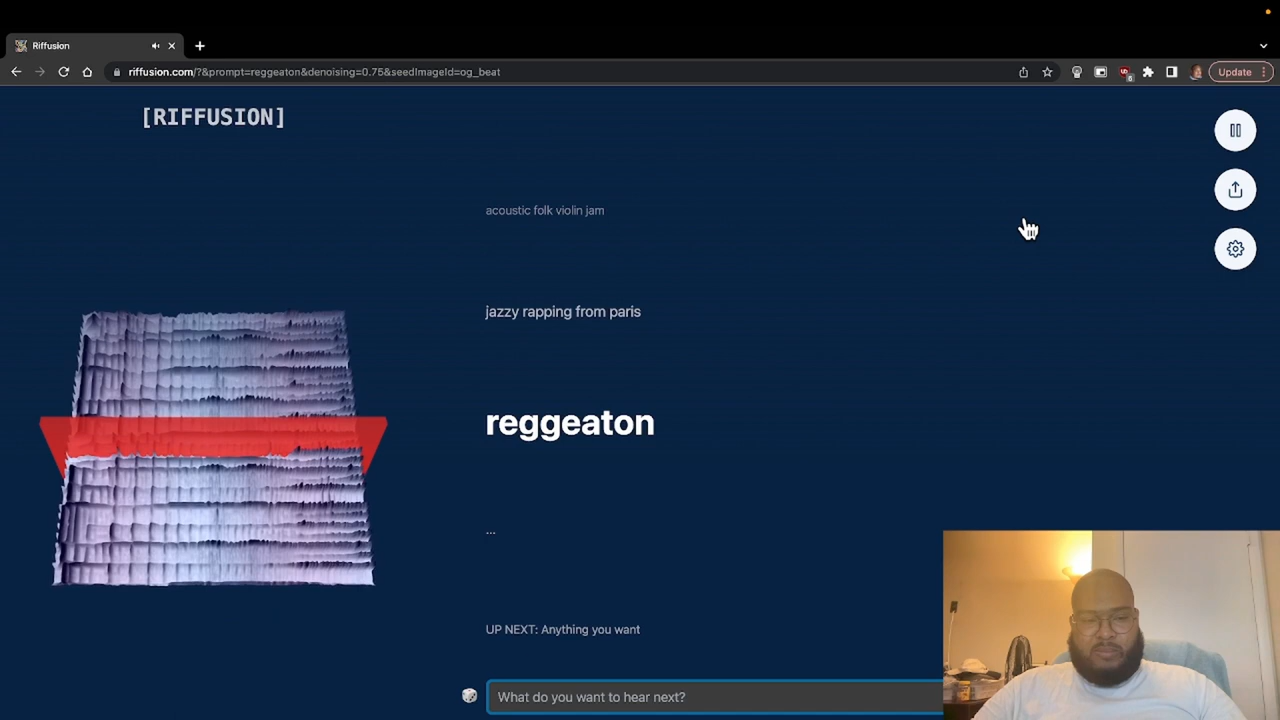 Riffusion
riffusion.com/?&prompt=reggeaton&denoising=0.75&seedImageId=og_beat
Update
[RIFFUSION]
acoustic folk violin jam
jazzy rapping from paris
reggeaton
...
UP NEXT: Anything you want
What do you want to hear next?